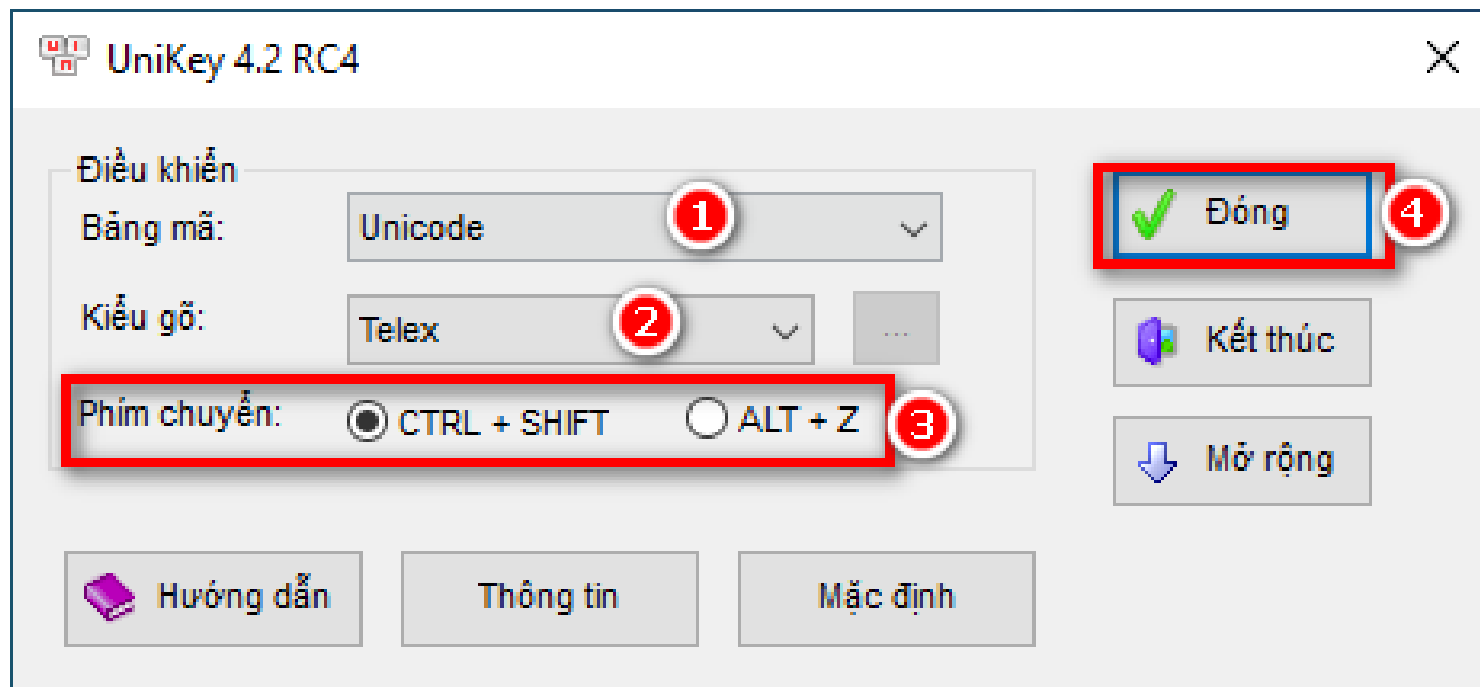 UniKey 4.2 RC4
Điều khiển
Bảng mã: Unicode 1
Đóng 4
Kiểu gõ: Telex 2 ...
Kết thúc
Phím chuyển: CTRL + SHIFT ALT + Z 3
Mở rộng
Hướng dẫn Thông tin Mặc định